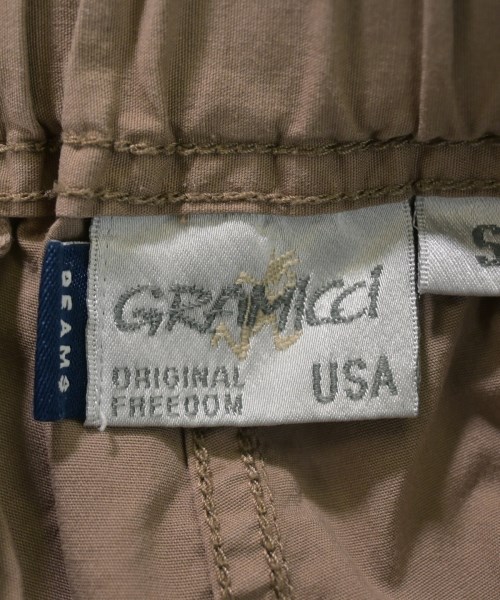 BEAMS
GRAMICCI
ORIGINAL
FREEDOM
USA
S